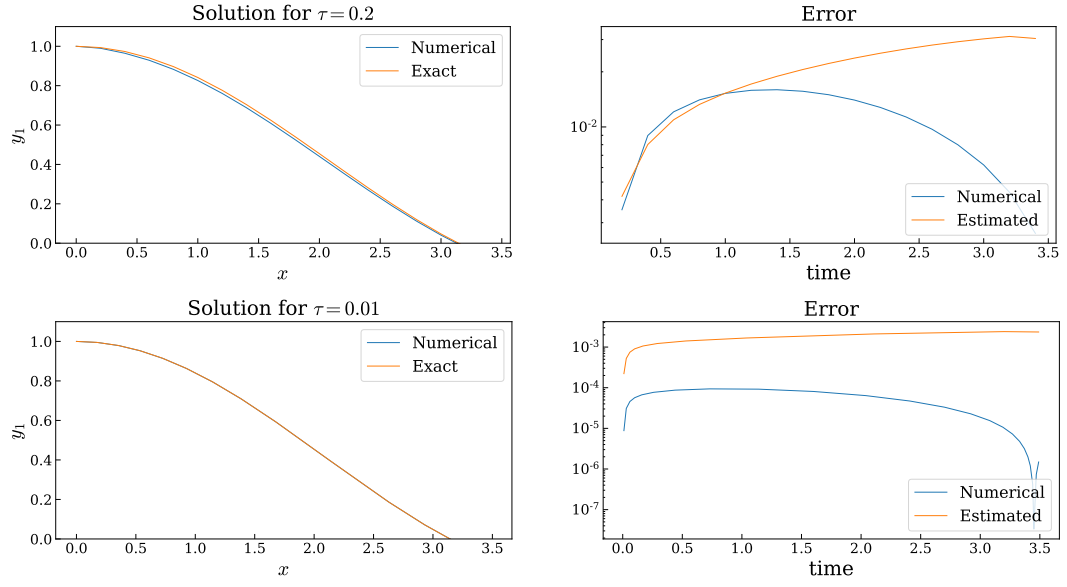 Solution for τ = 0.2
1.0
0.8
0.6
0.4
0.2
0.0
y₁
0.0 0.5 1.0 1.5 2.0 2.5 3.0 3.5
x
Numerical
Exact
Error
10⁻²
0.5 1.0 1.5 2.0 2.5 3.0 3.5
time
Numerical
Estimated
Solution for τ = 0.01
1.0
0.8
0.6
0.4
0.2
0.0
y₁
0.0 0.5 1.0 1.5 2.0 2.5 3.0 3.5
x
Numerical
Exact
Error
10⁻³
10⁻⁴
10⁻⁵
10⁻⁶
10⁻⁷
0.0 0.5 1.0 1.5 2.0 2.5 3.0 3.5
time
Numerical
Estimated